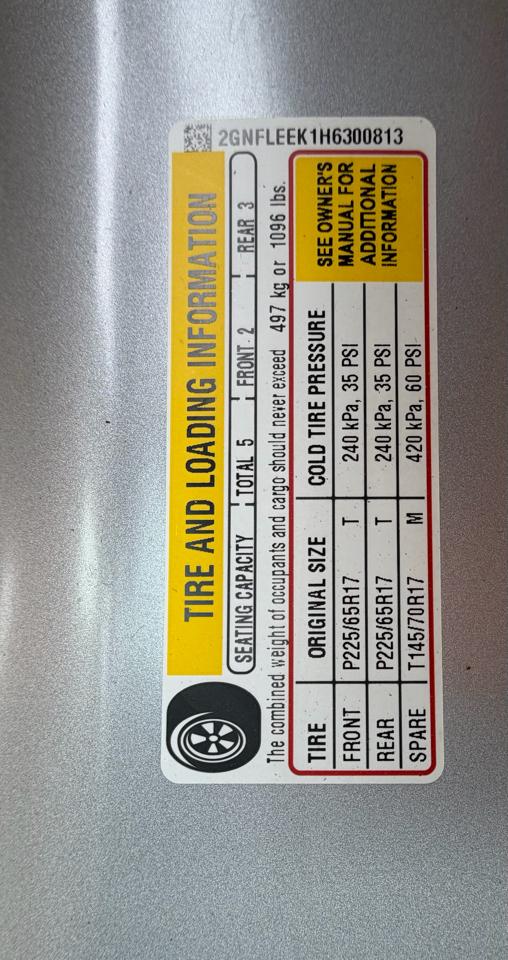 2GNFLEEK1H6300813
TIRE AND LOADING INFORMATION
SEATING CAPACITY TOTAL 5 FRONT 2 REAR 3
The combined weight of occupants and cargo should never exceed 497 kg or 1096 lbs.
TIRE ORIGINAL SIZE COLD TIRE PRESSURE
FRONT P225/65R17 T 240 kPa, 35 PSI
REAR P225/65R17 T 240 kPa, 35 PSI
SPARE T145/70R17 M 420 kPa, 60 PSI
SEE OWNER'S
MANUAL FOR
ADDITIONAL
INFORMATION